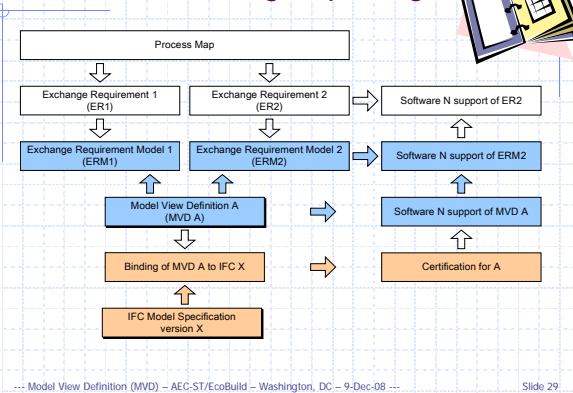 Process Map
Exchange Requirement 1
(ER1)
Exchange Requirement 2
(ER2)
Software N support of ER2
Exchange Requirement Model 1
(ERM1)
Exchange Requirement Model 2
(ERM2)
Software N support of ERM2
Model View Definition A
(MVD A)
Software N support of MVD A
Binding of MVD A to IFC X
Certification for A
IFC Model Specification
version X
--- Model View Definition (MVD) – AEC-ST/EcoBuild – Washington, DC – 9-Dec-08 ---
Slide 29